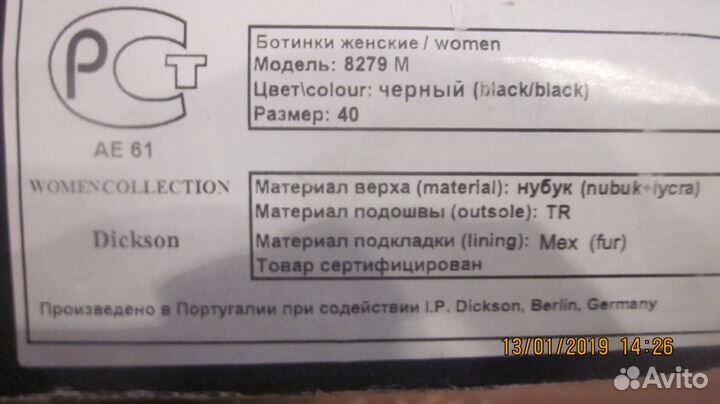 РСТ
АЕ 61
Ботинки женские / women
Модель: 8279 М
Цвет\colour: черный (black/black)
Размер: 40
WOMENCOLLECTION
Dickson
Материал верха (material): нубук (nubuk+lycra)
Материал подошвы (outsole): TR
Материал подкладки (lining): Мех (fur)
Товар сертифицирован
Произведено в Португалии при содействии I.P. Dickson, Berlin, Germany
13/01/2019 14:26
Avito